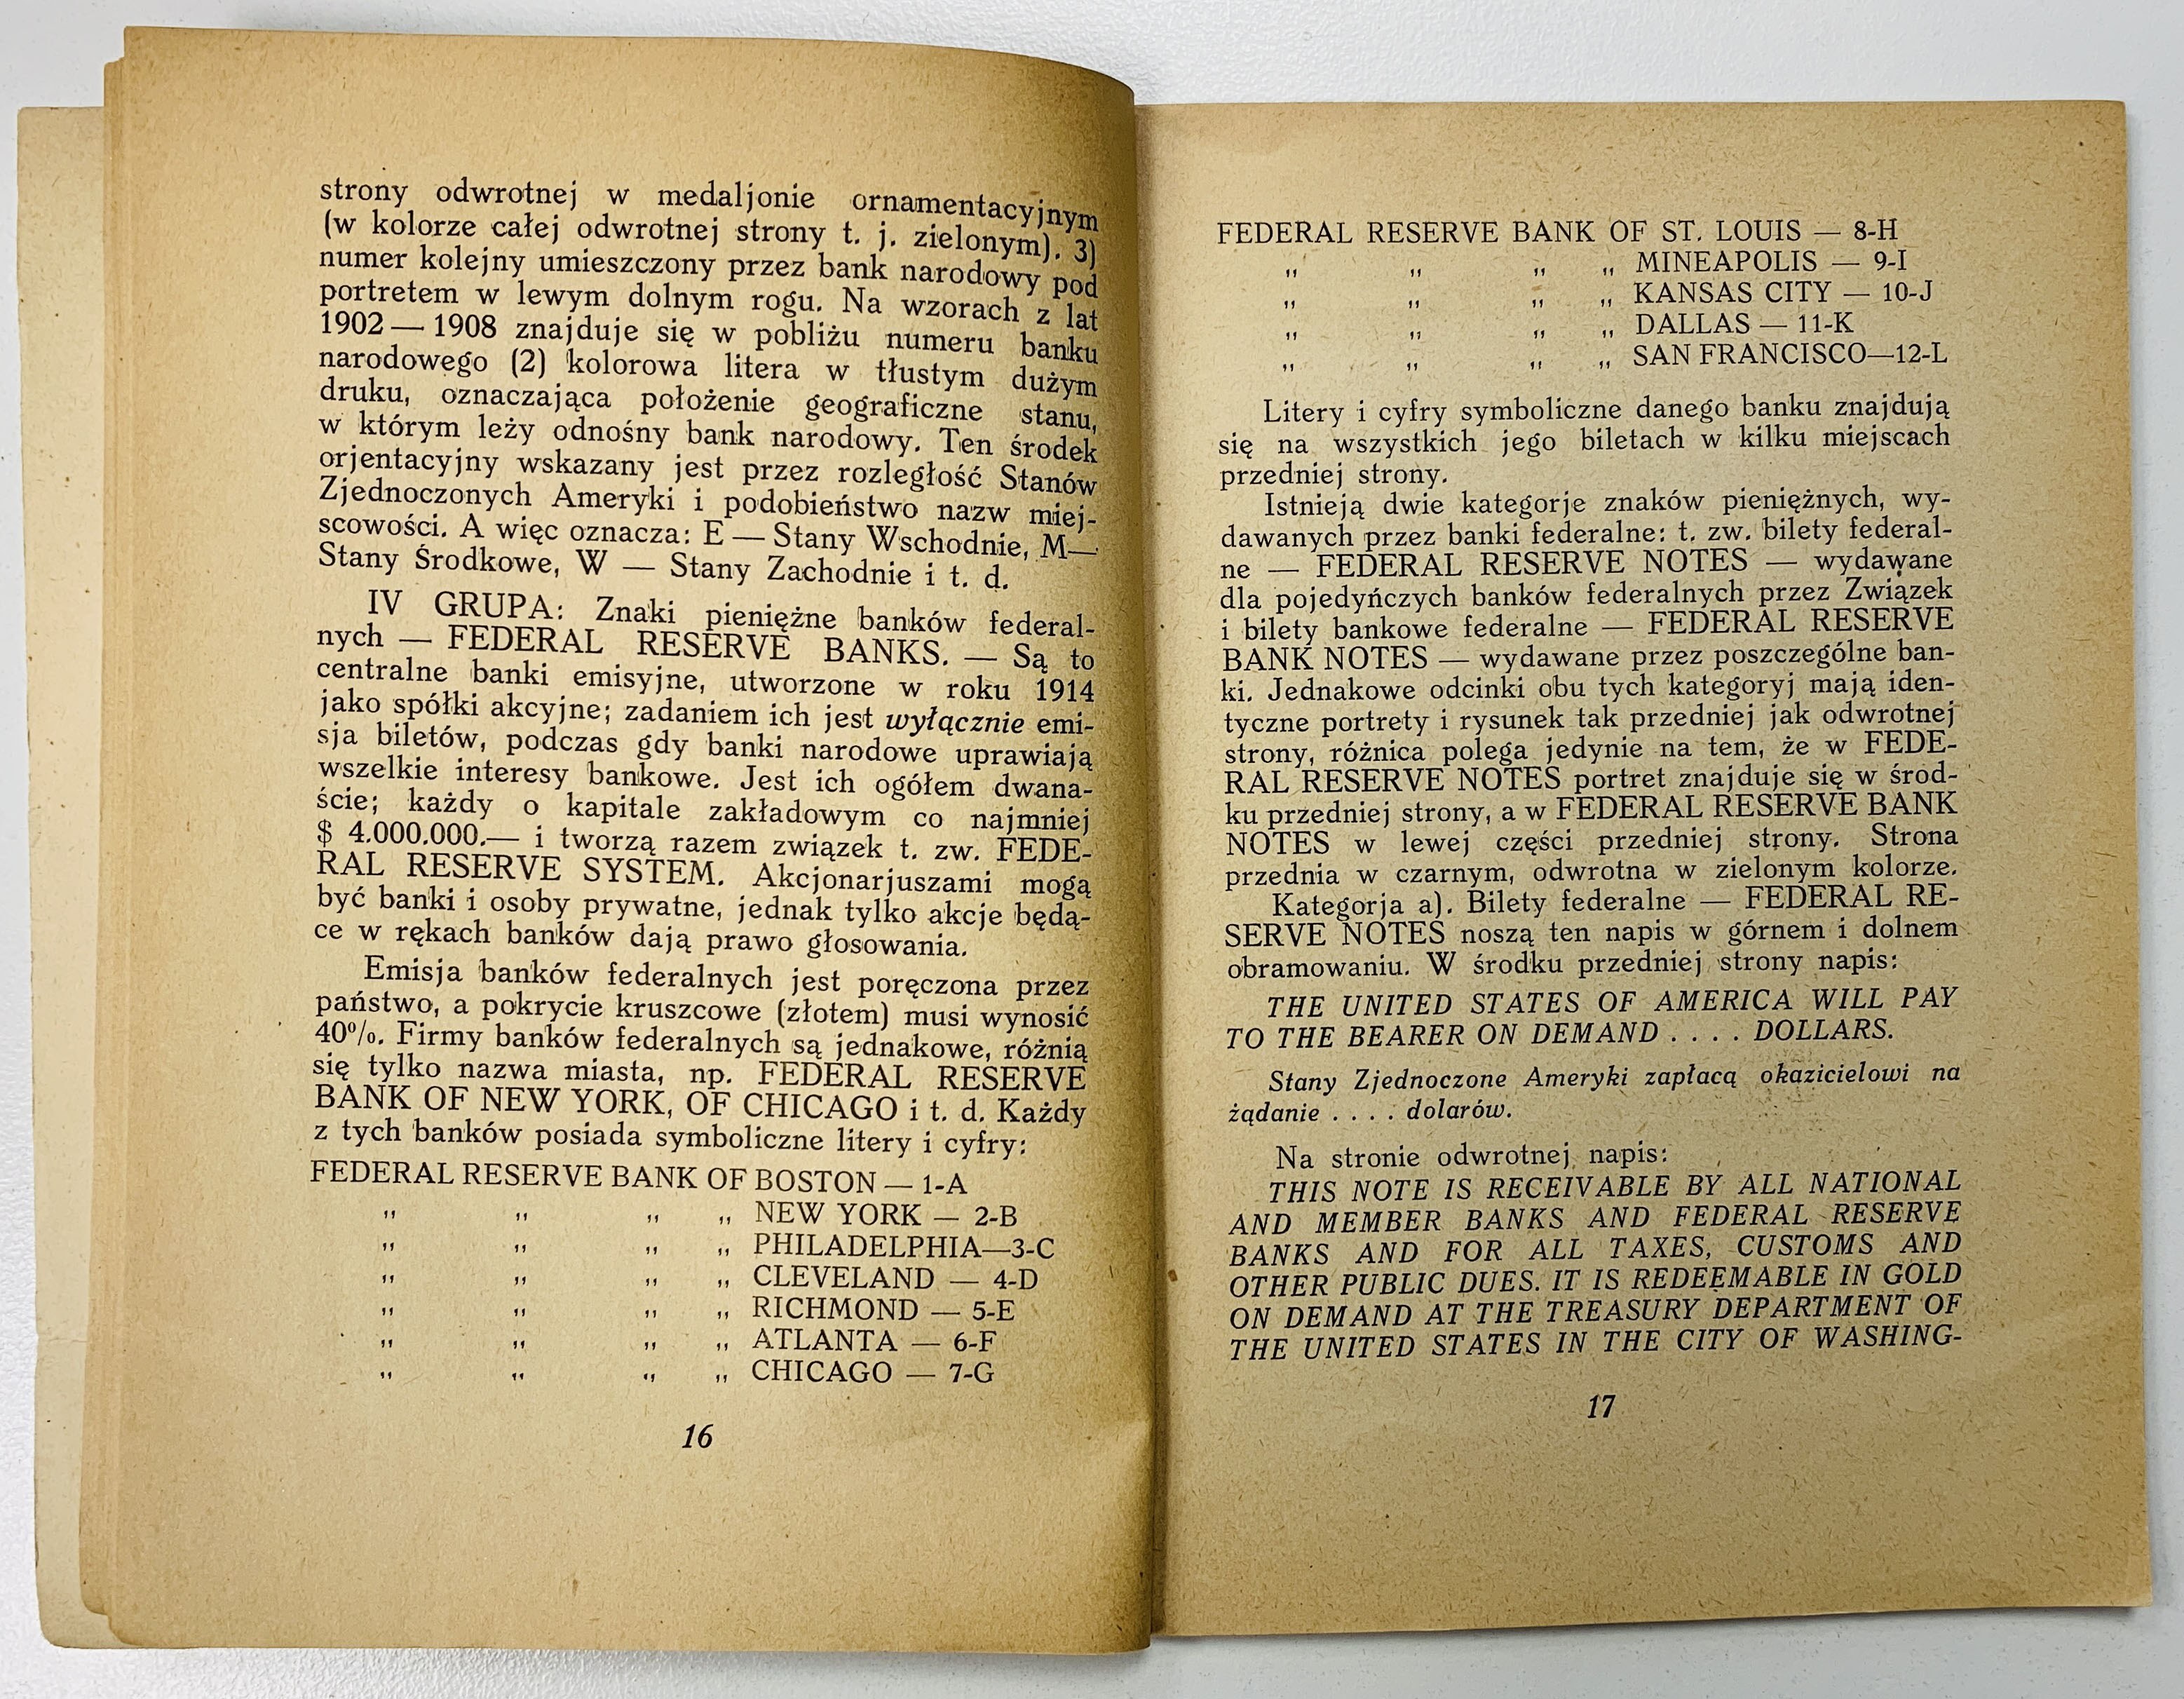 strony odwrotnej w medaljonie ornamentacyjnym
(w kolorze całej odwrotnej strony t. j. zielonym). 3)
numer kolejny umieszczony przez bank narodowy pod
portretem w lewym dolnym rogu. Na wzorach z lat
1902 — 1908 znajduje się w pobliżu numeru banku
narodowego (2) kolorowa litera w tłustym dużym
druku, oznaczająca położenie geograficzne stanu,
w którym leży odnośny bank narodowy. Ten środek
orjentacyjny wskazany jest przez rozległość Stanów
Zjednoczonych Ameryki i podobieństwo nazw miej-
scowości. A więc oznacza: E — Stany Wschodnie, M—
Stany Środkowe, W — Stany Zachodnie i t. d.
IV GRUPA: Znaki pieniężne banków federal-
nych — FEDERAL RESERVE BANKS. — Są to
centralne banki emisyjne, utworzone w roku 1914
jako spółki akcyjne; zadaniem ich jest wyłącznie emi-
sja biletów, podczas gdy banki narodowe uprawiają
wszelkie interesy bankowe. Jest ich ogółem dwana-
ście; każdy o kapitale zakładowym co najmniej
$ 4.000.000.— i tworzą razem związek t. zw. FEDE-
RAL RESERVE SYSTEM. Akcjonarjuszami mogą
być banki i osoby prywatne, jednak tylko akcje będą-
ce w rękach banków dają prawo głosowania.
Emisja banków federalnych jest poręczona przez
państwo, a pokrycie kruszcowe (złotem) musi wynosić
40%. Firmy banków federalnych są jednakowe, różnią
się tylko nazwa miasta, np. FEDERAL RESERVE
BANK OF NEW YORK, OF CHICAGO i t. d. Każdy
z tych banków posiada symboliczne litery i cyfry:
FEDERAL RESERVE BANK OF BOSTON — 1-A
„ „ „ „ NEW YORK — 2-B
„ „ „ „ PHILADELPHIA—3-C
„ „ „ „ CLEVELAND — 4-D
„ „ „ „ RICHMOND — 5-E
„ „ „ „ ATLANTA — 6-F
„ „ „ „ CHICAGO — 7-G
16
FEDERAL RESERVE BANK OF ST. LOUIS — 8-H
„ „ „ „ MINEAPOLIS — 9-I
„ „ „ „ KANSAS CITY — 10-J
„ „ „ „ DALLAS — 11-K
„ „ „ „ SAN FRANCISCO—12-L
Litery i cyfry symboliczne danego banku znajdują
się na wszystkich jego biletach w kilku miejscach
przedniej strony.
Istnieją dwie kategorje znaków pieniężnych, wy-
dawanych przez banki federalne: t. zw. bilety federal-
ne — FEDERAL RESERVE NOTES — wydawane
dla pojedyńczych banków federalnych przez Związek
i bilety bankowe federalne — FEDERAL RESERVE
BANK NOTES — wydawane przez poszczególne ban-
ki. Jednakowe odcinki obu tych kategoryj mają iden-
tyczne portrety i rysunek tak przedniej jak odwrotnej
strony, różnica polega jedynie na tem, że w FEDE-
RAL RESERVE NOTES portret znajduje się w środ-
ku przedniej strony, a w FEDERAL RESERVE BANK
NOTES w lewej części przedniej strony. Strona
przednia w czarnym, odwrotna w zielonym kolorze.
Kategorja a). Bilety federalne — FEDERAL RE-
SERVE NOTES noszą ten napis w górnem i dolnem
obramowaniu. W środku przedniej strony napis:
THE UNITED STATES OF AMERICA WILL PAY
TO THE BEARER ON DEMAND . . . . DOLLARS.
Stany Zjednoczone Ameryki zapłacą okazicielowi na
żądanie . . . . dolarów.
Na stronie odwrotnej napis:
THIS NOTE IS RECEIVABLE BY ALL NATIONAL
AND MEMBER BANKS AND FEDERAL RESERVE
BANKS AND FOR ALL TAXES, CUSTOMS AND
OTHER PUBLIC DUES. IT IS REDEEMABLE IN GOLD
ON DEMAND AT THE TREASURY DEPARTMENT OF
THE UNITED STATES IN THE CITY OF WASHING-
17